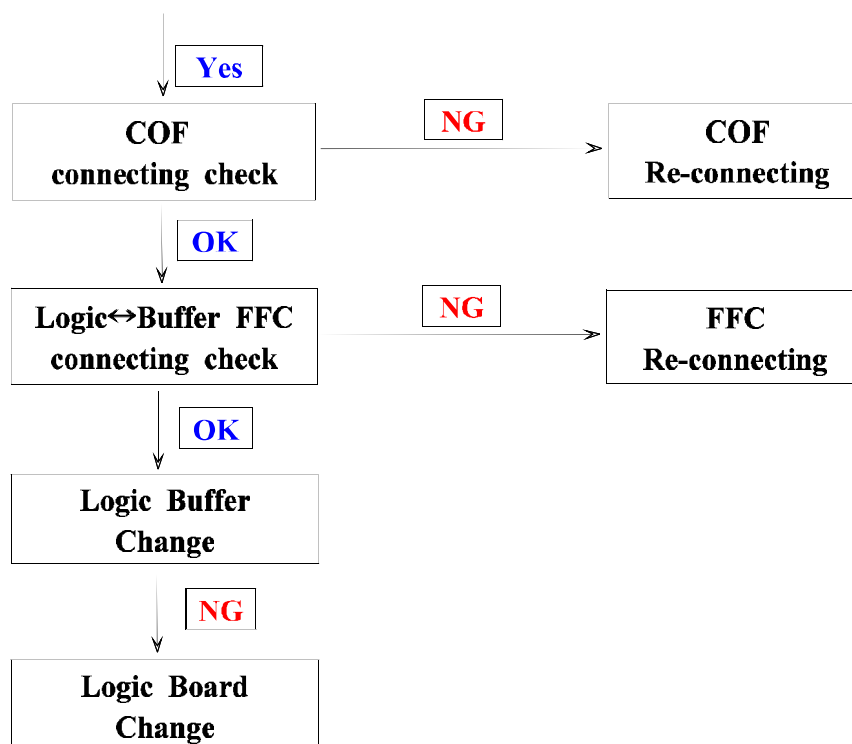 Yes
COF
connecting check
NG
COF
Re-connecting
OK
Logic↔Buffer FFC
connecting check
NG
FFC
Re-connecting
OK
Logic Buffer
Change
NG
Logic Board
Change